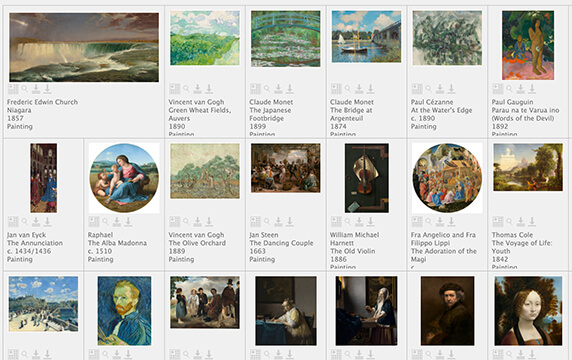 Frederic Edwin Church
Niagara
1857
Painting
Vincent van Gogh
Green Wheat Fields,
Auvers
1890
Painting
Claude Monet
The Japanese
Footbridge
1899
Painting
Claude Monet
The Bridge at
Argenteuil
1874
Painting
Paul Cézanne
At the Water's Edge
c. 1890
Painting
Paul Gauguin
Parau na te Varua ino
(Words of the Devil)
1892
Painting
Jan van Eyck
The Annunciation
c. 1434/1436
Painting
Raphael
The Alba Madonna
c. 1510
Painting
Vincent van Gogh
The Olive Orchard
1889
Painting
Jan Steen
The Dancing Couple
1663
Painting
William Michael
Harnett
The Old Violin
1886
Painting
Fra Angelico and Fra
Filippo Lippi
The Adoration of the
Magi
c.
Thomas Cole
The Voyage of Life:
Youth
1842
Painting